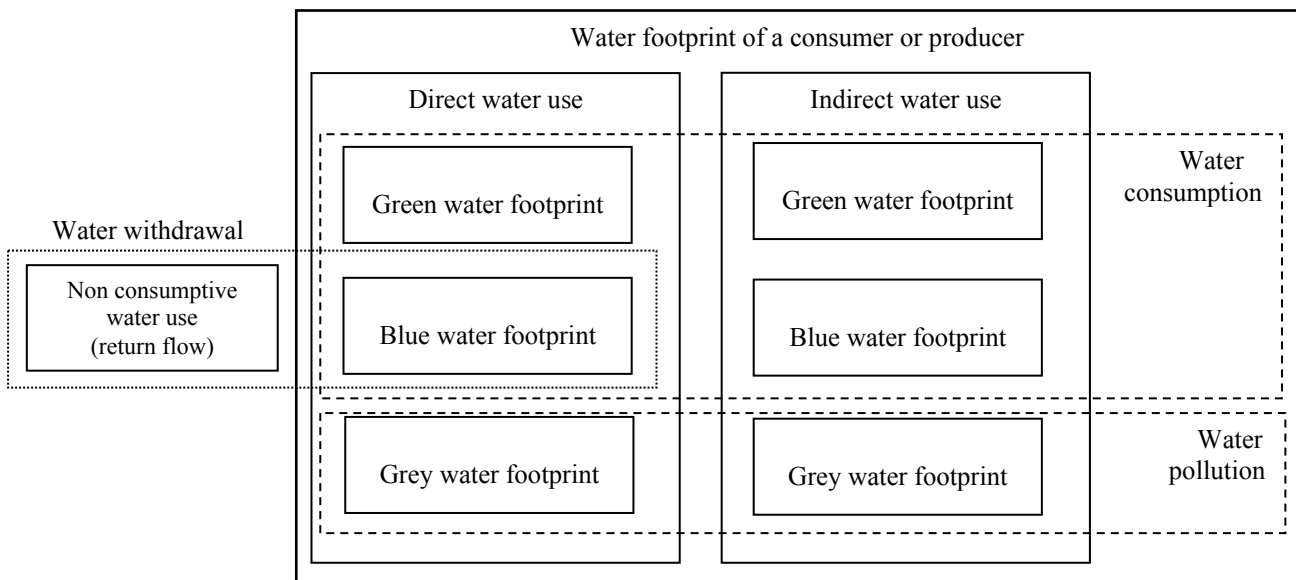 Water footprint of a consumer or producer
Direct water use
Indirect water use
Water
consumption
Green water footprint
Green water footprint
Water withdrawal
Non consumptive
water use
(return flow)
Blue water footprint
Blue water footprint
Water
pollution
Grey water footprint
Grey water footprint